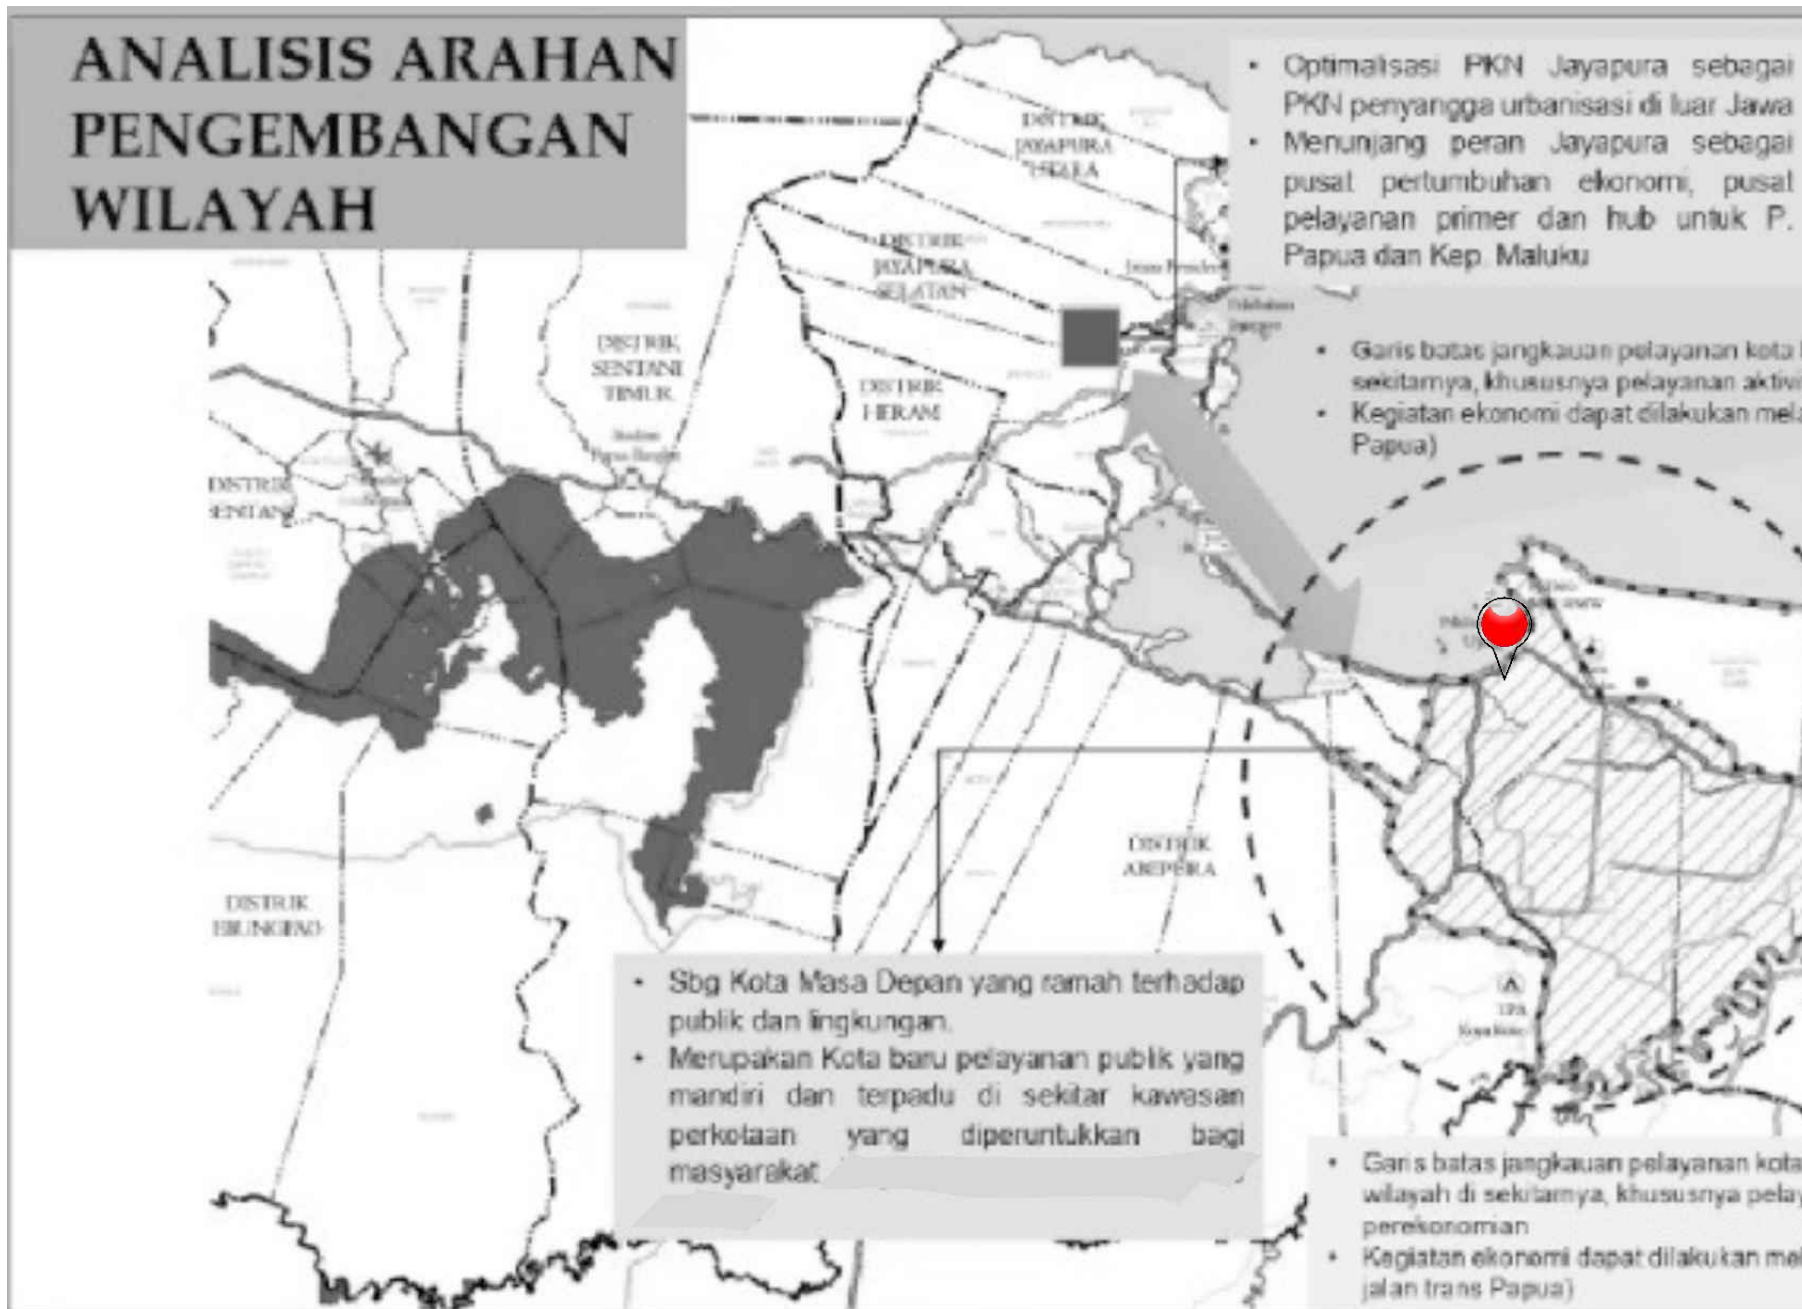 ANALISIS ARAHAN
PENGEMBANGAN
WILAYAH
• Optimalisasi PKN Jayapura sebagai
PKN penyangga urbanisasi di luar Jawa
• Menunjang peran Jayapura sebagai
pusat pertumbuhan ekonomi, pusat
pelayanan primer dan hub untuk P.
Papua dan Kep. Maluku
• Garis batas jangkauan pelayanan kota
sekitarnya, khususnya pelayanan aktivi
• Kegiatan ekonomi dapat dilakukan mela
Papua)
DISTRIK
JAYAPURA
UTARA
DISTRIK
JAYAPURA
SELATAN
DISTRIK
SENTANI
TIMUR
DISTRIK
HERAM
DISTRIK
SENTANI
DISTRIK
ABEPURA
DISTRIK
EBUNGFAO
TPA
Koya Koso
• Sbg Kota Masa Depan yang ramah terhadap
publik dan lingkungan.
• Merupakan Kota baru pelayanan publik yang
mandiri dan terpadu di sekitar kawasan
perkotaan yang diperuntukkan bagi
masyarakat
• Garis batas jangkauan pelayanan kota
wilayah di sekitarnya, khususnya pelay
perekonomian
• Kegiatan ekonomi dapat dilakukan mel
jalan trans Papua)